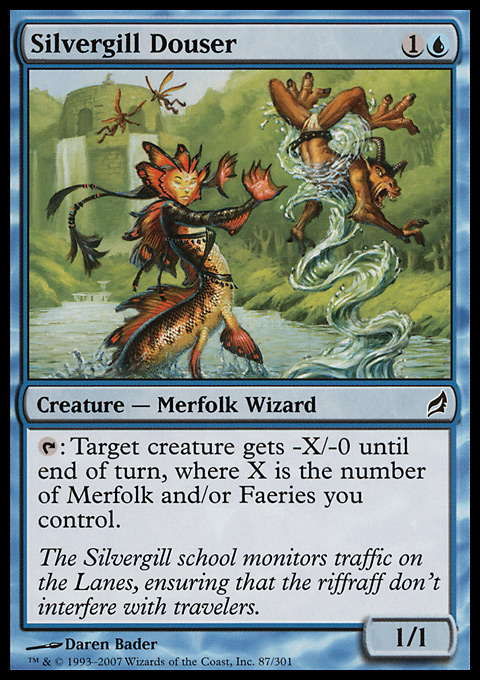 Silvergill Douser 1
Creature — Merfolk Wizard
: Target creature gets -X/-0 until
end of turn, where X is the number
of Merfolk and/or Faeries you
control.
The Silvergill school monitors traffic on
the Lanes, ensuring that the riffraff don't
interfere with travelers.
1/1
Daren Bader
™ & © 1993–2007 Wizards of the Coast, Inc. 87/301